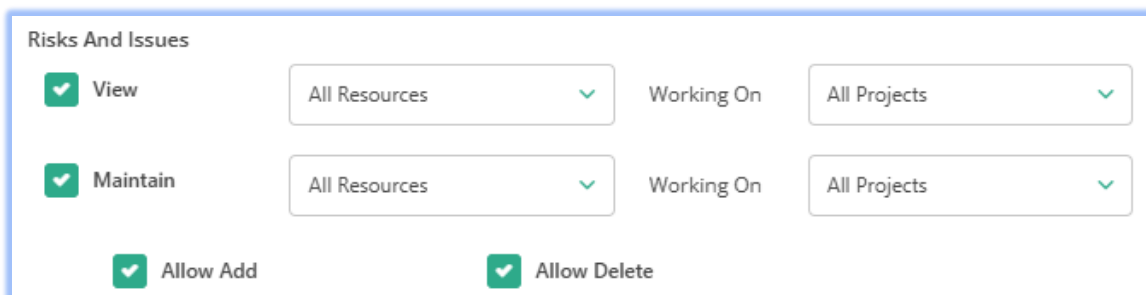 Risks And Issues
View All Resources Working On All Projects
Maintain All Resources Working On All Projects
Allow Add Allow Delete